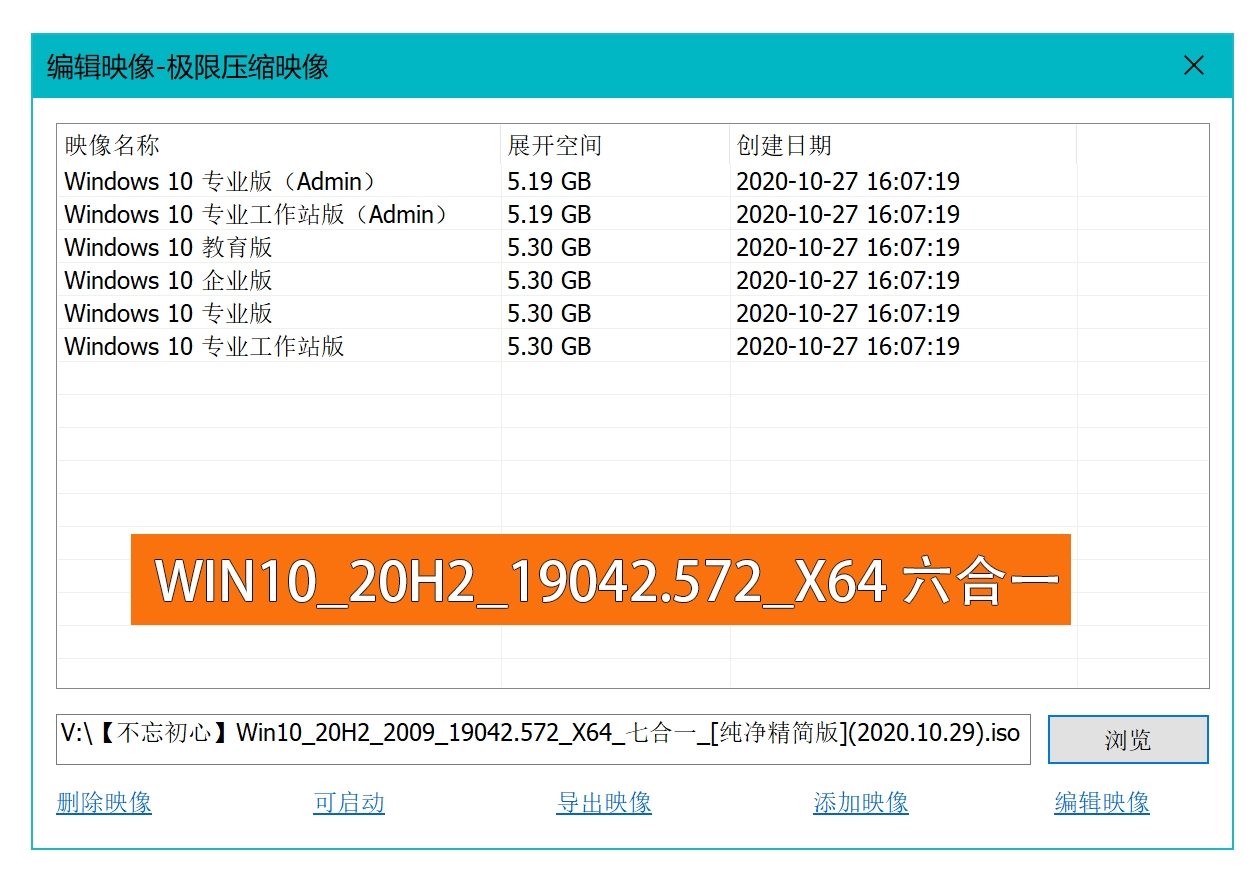 编辑映像-极限压缩映像
映像名称 展开空间 创建日期
Windows 10 专业版（Admin） 5.19 GB 2020-10-27 16:07:19
Windows 10 专业工作站版（Admin） 5.19 GB 2020-10-27 16:07:19
Windows 10 教育版 5.30 GB 2020-10-27 16:07:19
Windows 10 企业版 5.30 GB 2020-10-27 16:07:19
Windows 10 专业版 5.30 GB 2020-10-27 16:07:19
Windows 10 专业工作站版 5.30 GB 2020-10-27 16:07:19
WIN10_20H2_19042.572_X64 六合一
V:\【不忘初心】Win10_20H2_2009_19042.572_X64_七合一_[纯净精简版](2020.10.29).iso 浏览
删除映像 可启动 导出映像 添加映像 编辑映像